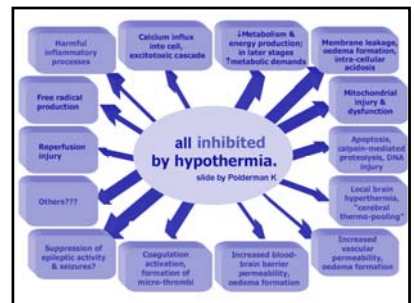 Harmful
inflammatory
processes
Calcium influx
into cell,
excitotoxic cascade
↓Metabolism &
energy production;
in later stages
↑metabolic demands
Membrane leakage,
oedema formation,
intra-cellular
acidosis
Free radical
production
Mitochondrial
injury &
dysfunction
Reperfusion
injury
all inhibited
by hypothermia.
slide by Polderman K
Apoptosis,
calpain-mediated
proteolysis, DNA
injury
Others???
Local brain
hyperthermia,
"cerebral
thermo-pooling"
Suppression of
epileptic activity
& seizures?
Coagulation
activation,
formation of
micro-thrombi
Increased blood-
brain barrier
permeability,
oedema formation
Increased
vascular
permeability,
oedema formation